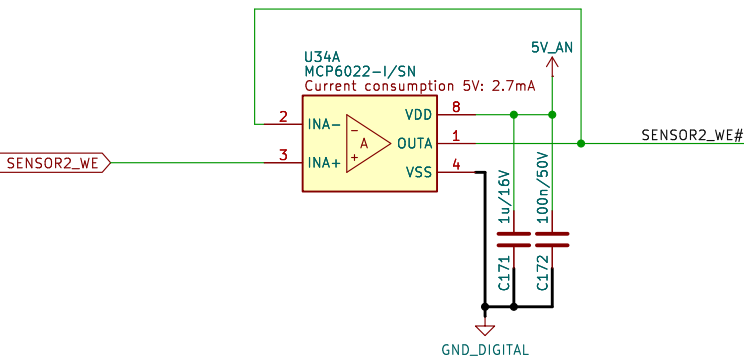 5V_AN
U34A
MCP6022-I/SN
Current consumption 5V: 2.7mA
2 INA- VDD 8
A OUTA 1 SENSOR2_WE#
SENSOR2_WE 3 INA+
- +
VSS 4
1u/16V 100n/50V
C171 C172
GND_DIGITAL